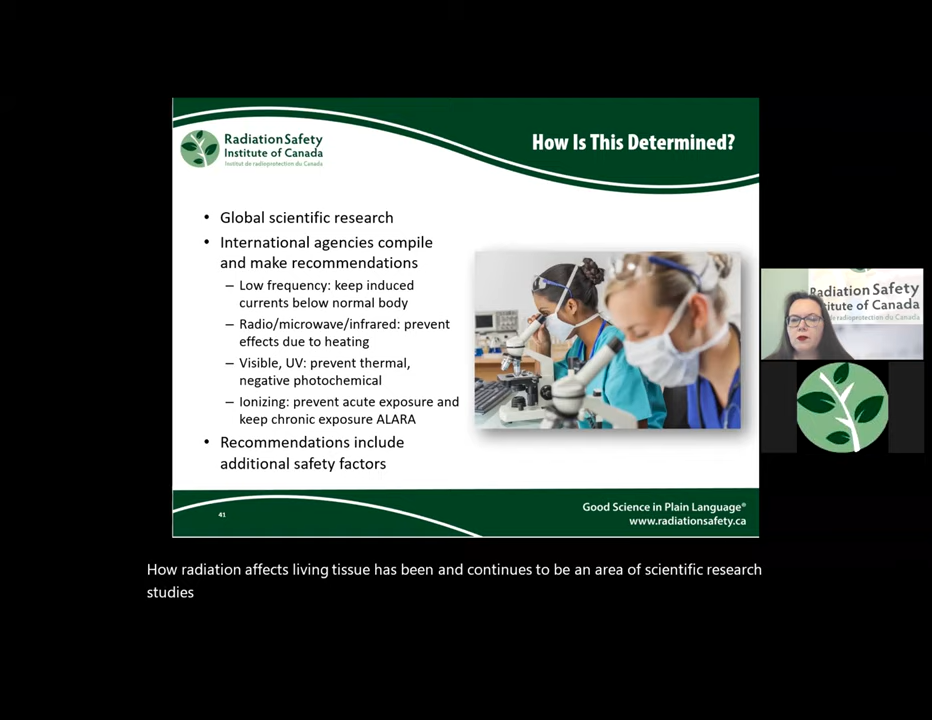 Radiation Safety
Institute of Canada
Institut de radioprotection du Canada
How Is This Determined?
• Global scientific research
• International agencies compile
and make recommendations
– Low frequency: keep induced
currents below normal body
– Radio/microwave/infrared: prevent
effects due to heating
– Visible, UV: prevent thermal,
negative photochemical
– Ionizing: prevent acute exposure and
keep chronic exposure ALARA
• Recommendations include
additional safety factors
41
Good Science in Plain Language®
www.radiationsafety.ca
Radiation Safety
itute of Canada
de radioprotection du Canada
How radiation affects living tissue has been and continues to be an area of scientific research
studies